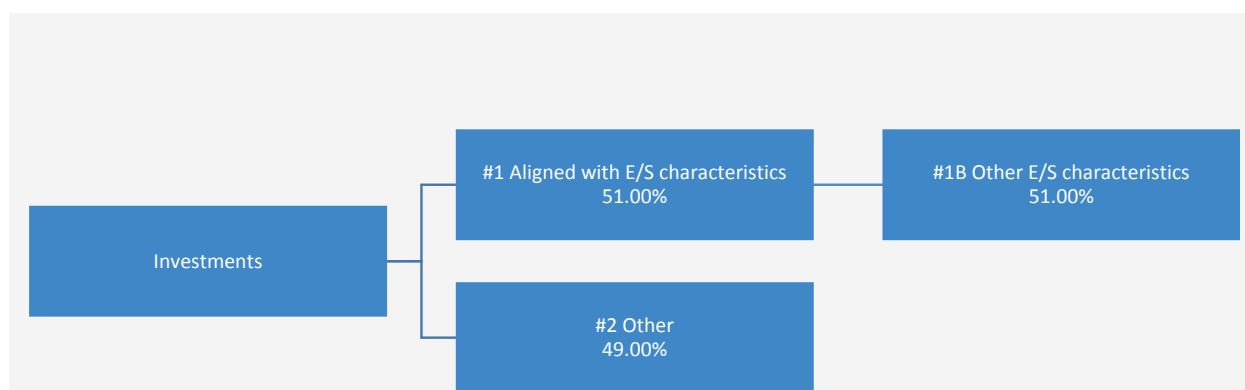 Investments
#1 Aligned with E/S characteristics
51.00%
#1B Other E/S characteristics
51.00%
#2 Other
49.00%